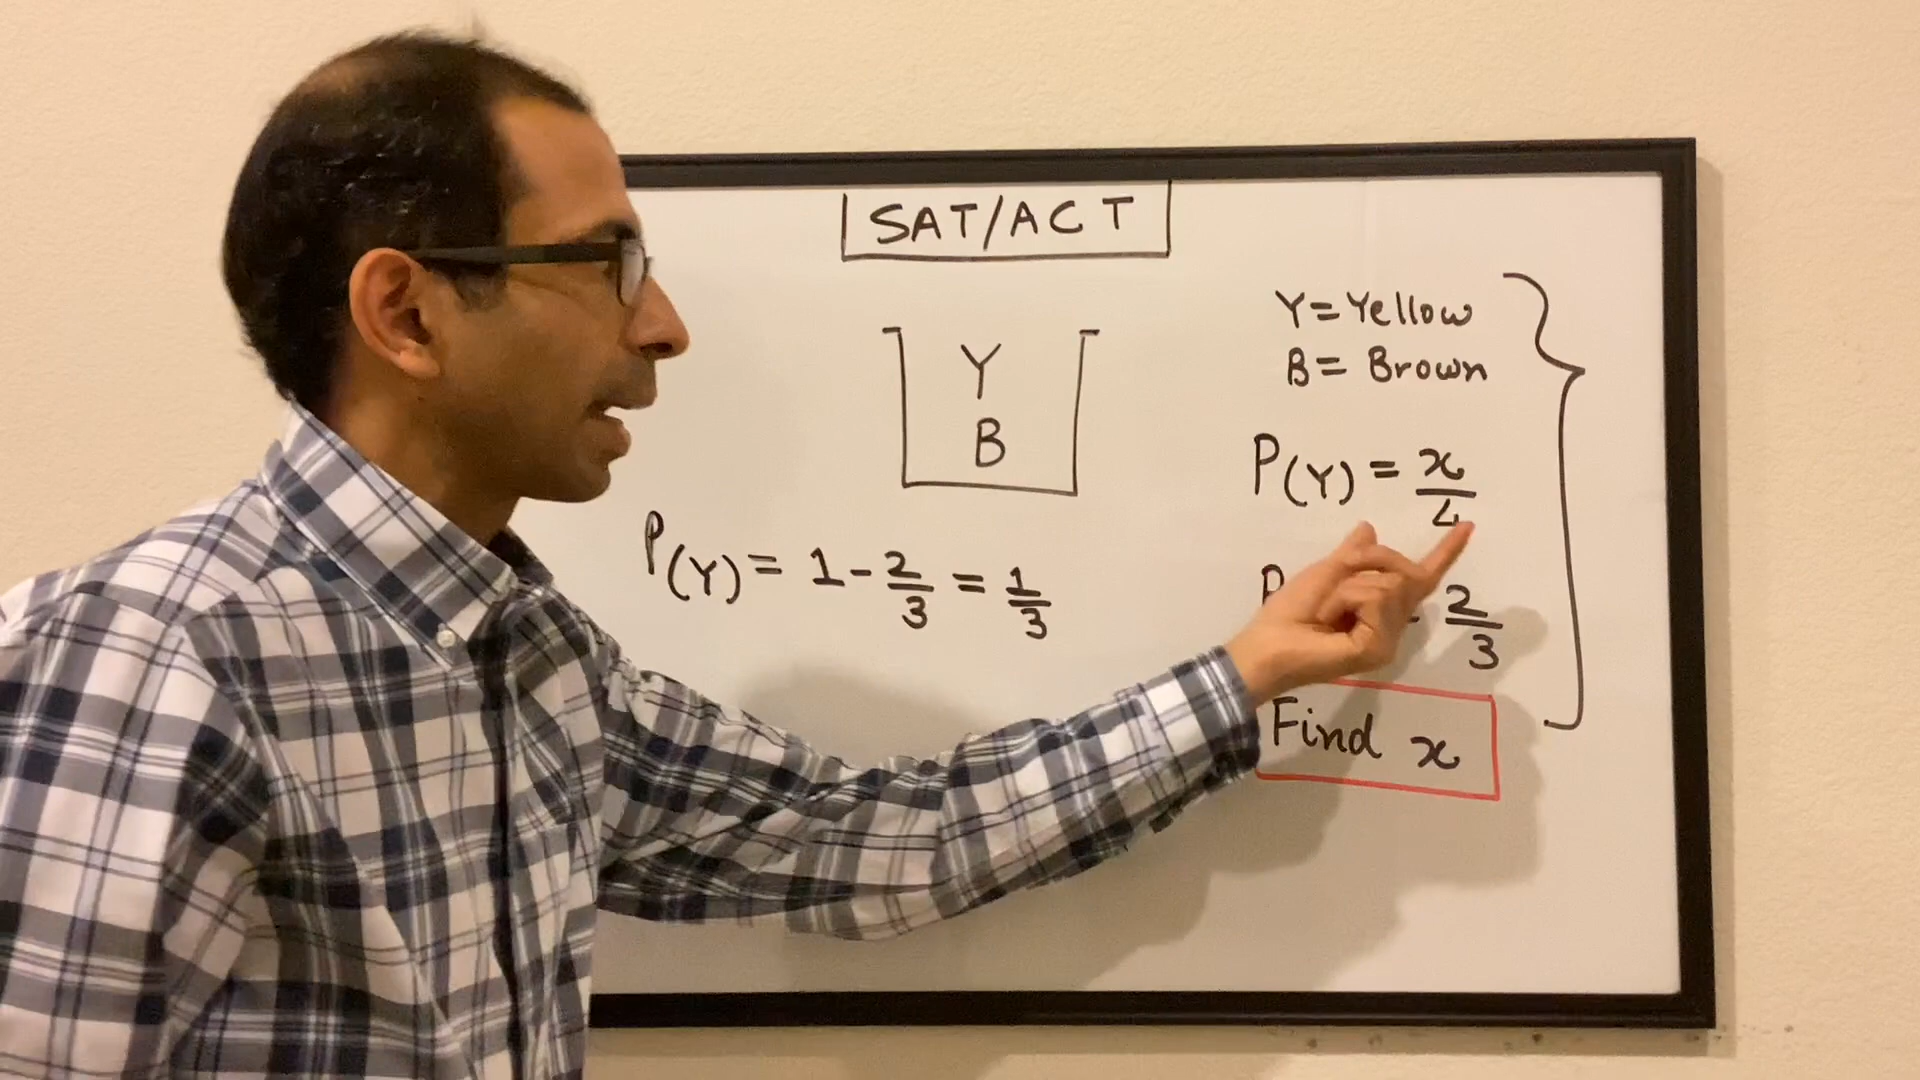 SAT/ACT
Y
B
P(Y) = 1 - 2/3 = 1/3
Y = Yellow
B = Brown
P(Y) = x/4
2/3
Find x